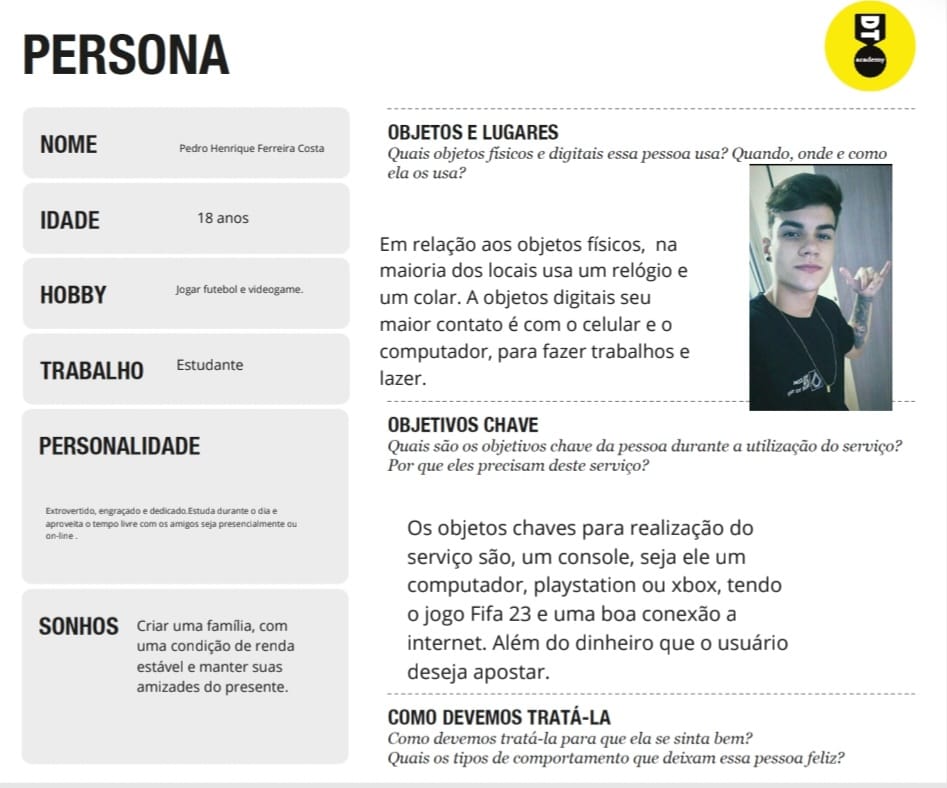 PERSONA
DT
academy
NOME
Pedro Henrique Ferreira Costa
IDADE
18 anos
HOBBY
Jogar futebol e videogame.
TRABALHO
Estudante
PERSONALIDADE
Extrovertido, engraçado e dedicado.Estuda durante o dia e
aproveita o tempo livre com os amigos seja presencialmente ou
on-line .
SONHOS
Criar uma família, com
uma condição de renda
estável e manter suas
amizades do presente.
OBJETOS E LUGARES
Quais objetos físicos e digitais essa pessoa usa? Quando, onde e como
ela os usa?
Em relação aos objetos físicos, na
maioria dos locais usa um relógio e
um colar. A objetos digitais seu
maior contato é com o celular e o
computador, para fazer trabalhos e
lazer.
OBJETIVOS CHAVE
Quais são os objetivos chave da pessoa durante a utilização do serviço?
Por que eles precisam deste serviço?
Os objetos chaves para realização do
serviço são, um console, seja ele um
computador, playstation ou xbox, tendo
o jogo Fifa 23 e uma boa conexão a
internet. Além do dinheiro que o usuário
deseja apostar.
COMO DEVEMOS TRATÁ-LA
Como devemos tratá-la para que ela se sinta bem?
Quais os tipos de comportamento que deixam essa pessoa feliz?